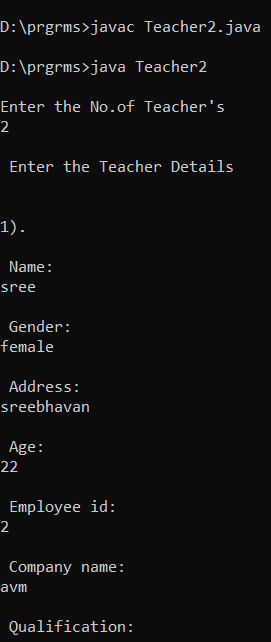 D:\prgrms>javac Teacher2.java
D:\prgrms>java Teacher2
Enter the No.of Teacher's
2
Enter the Teacher Details
1).
Name:
sree
Gender:
female
Address:
sreebhavan
Age:
22
Employee id:
2
Company name:
avm
Qualification: